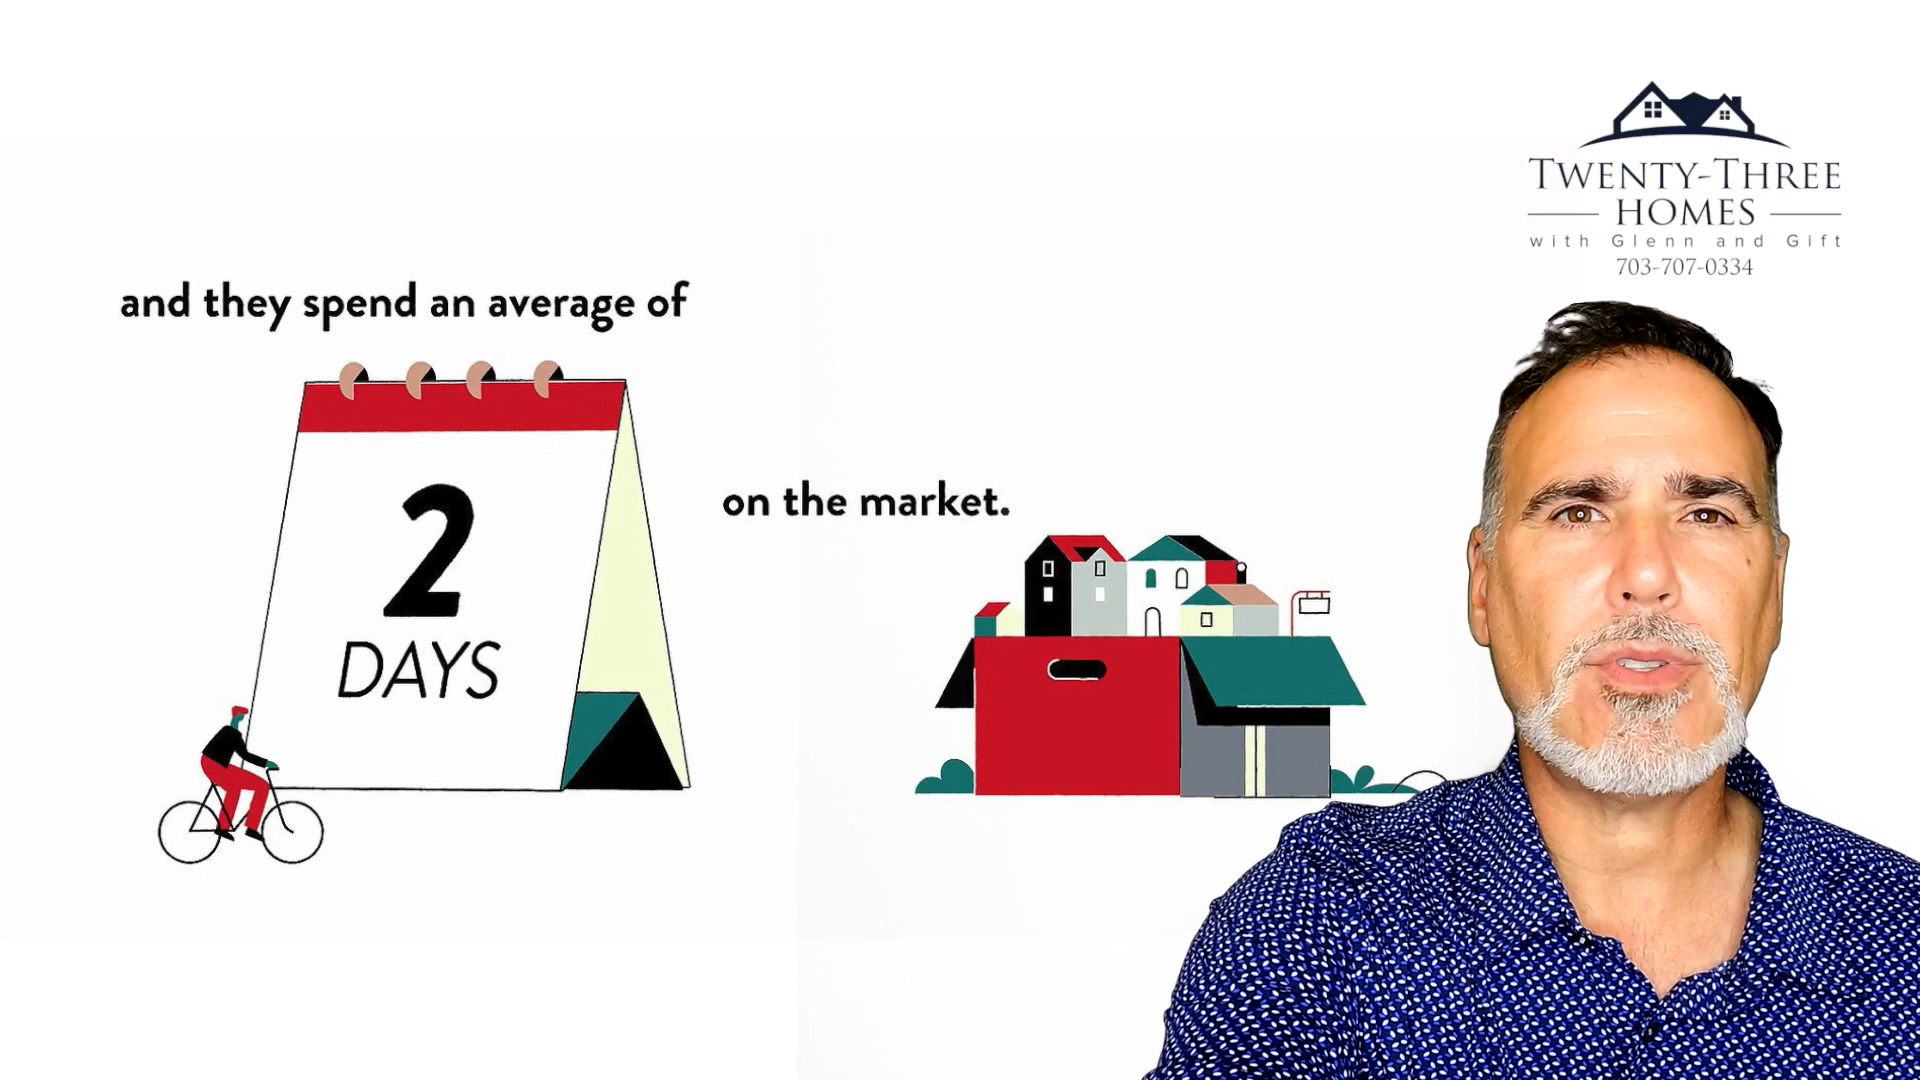 TWENTY-THREE
HOMES
with Glenn and Gift
703-707-0334
and they spend an average of
2
DAYS
on the market.